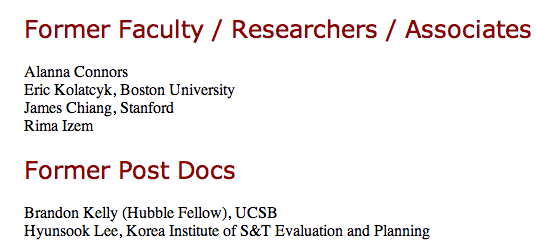 Former Faculty / Researchers / Associates
Alanna Connors
Eric Kolatcyk, Boston University
James Chiang, Stanford
Rima Izem
Former Post Docs
Brandon Kelly (Hubble Fellow), UCSB
Hyunsook Lee, Korea Institute of S&T Evaluation and Planning